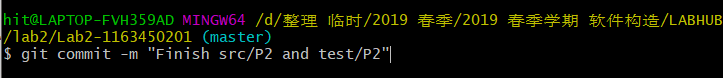 hit@LAPTOP-FVH359AD MINGW64 /d/整理 临时/2019 春季/2019 春季学期 软件构造/LABHUB
/lab2/Lab2-1163450201 (master)
$ git commit -m "Finish src/P2 and test/P2"